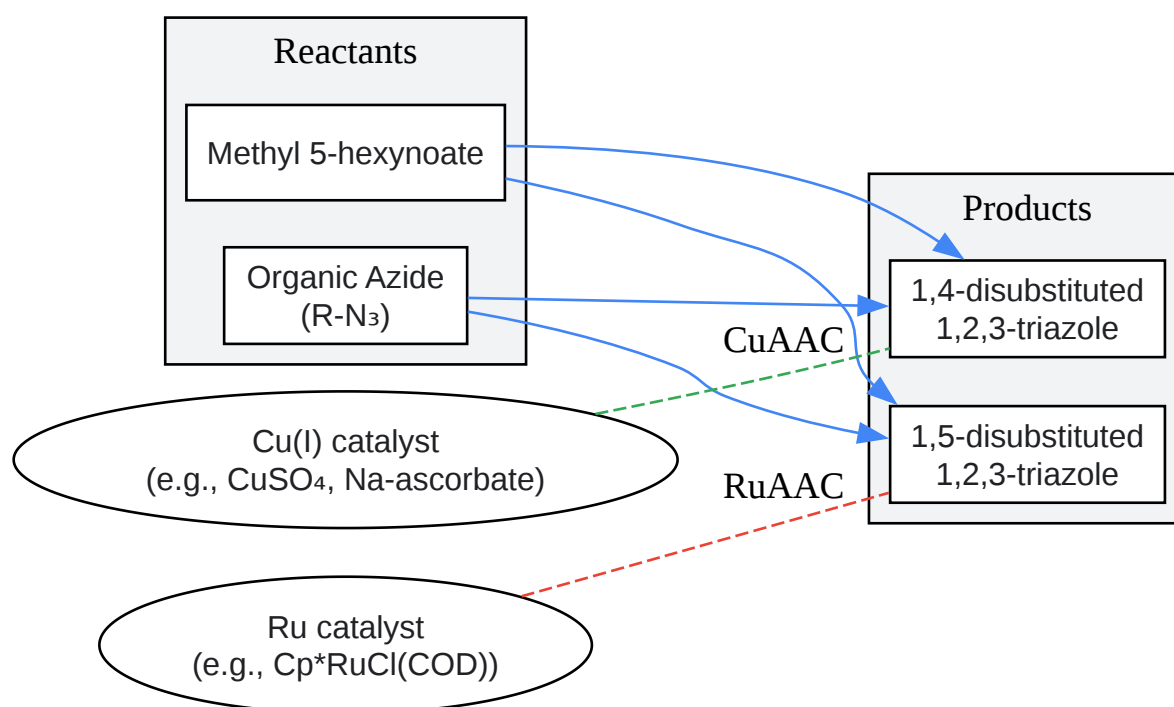 Reactants
Methyl 5-hexynoate
Organic Azide
(R-N₃)
Products
1,4-disubstituted
1,2,3-triazole
CuAAC
1,5-disubstituted
1,2,3-triazole
Cu(I) catalyst
(e.g., CuSO₄, Na-ascorbate)
RuAAC
Ru catalyst
(e.g., Cp*RuCl(COD))